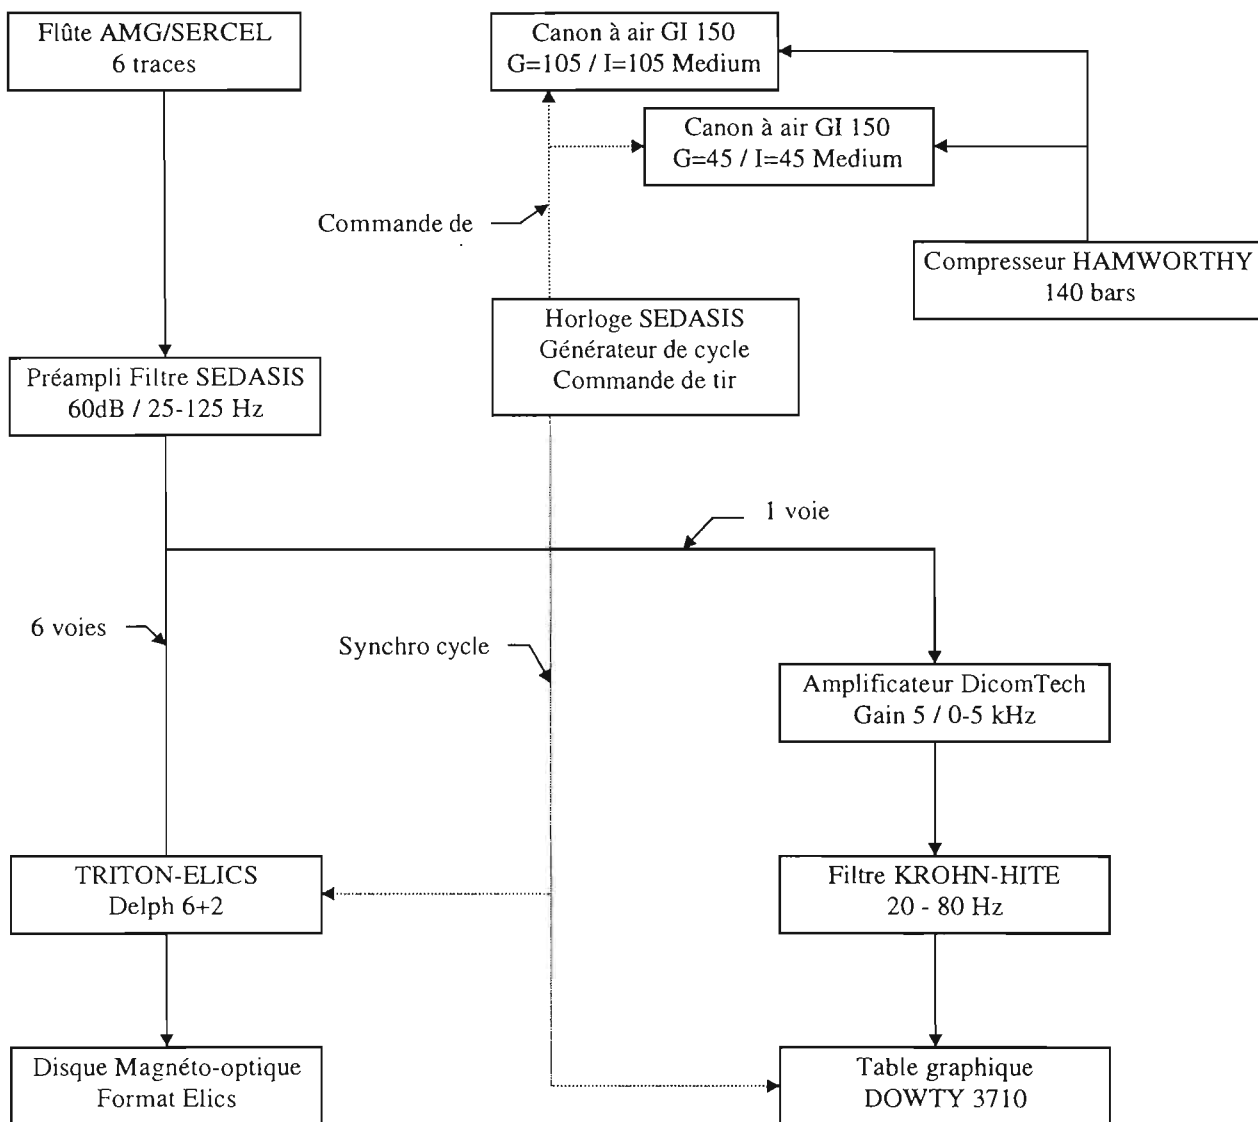 Flûte AMG/SERCEL
6 traces
Canon à air GI 150
G=105 / I=105 Medium
Canon à air GI 150
G=45 / I=45 Medium
Commande de
Compresseur HAMWORTHY
140 bars
Horloge SEDASIS
Générateur de cycle
Commande de tir
Préampli Filtre SEDASIS
60dB / 25-125 Hz
1 voie
6 voies
Synchro cycle
Amplificateur DicomTech
Gain 5 / 0-5 kHz
TRITON-ELICS
Delph 6+2
Filtre KROHN-HITE
20 - 80 Hz
Disque Magnéto-optique
Format Elics
Table graphique
DOWTY 3710